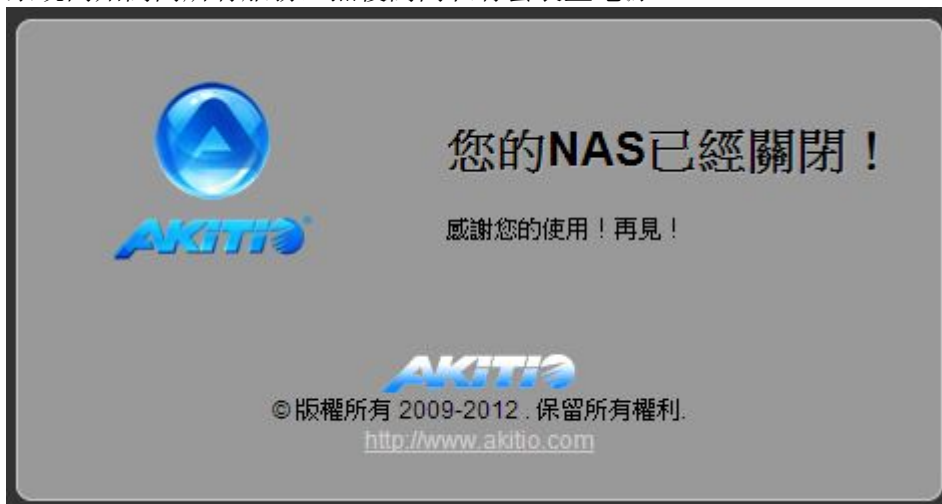 您的NAS已經關閉！
AKiTiO®
感謝您的使用！再見！
AKiTiO
©版權所有 2009-2012 . 保留所有權利.
http://www.akitio.com